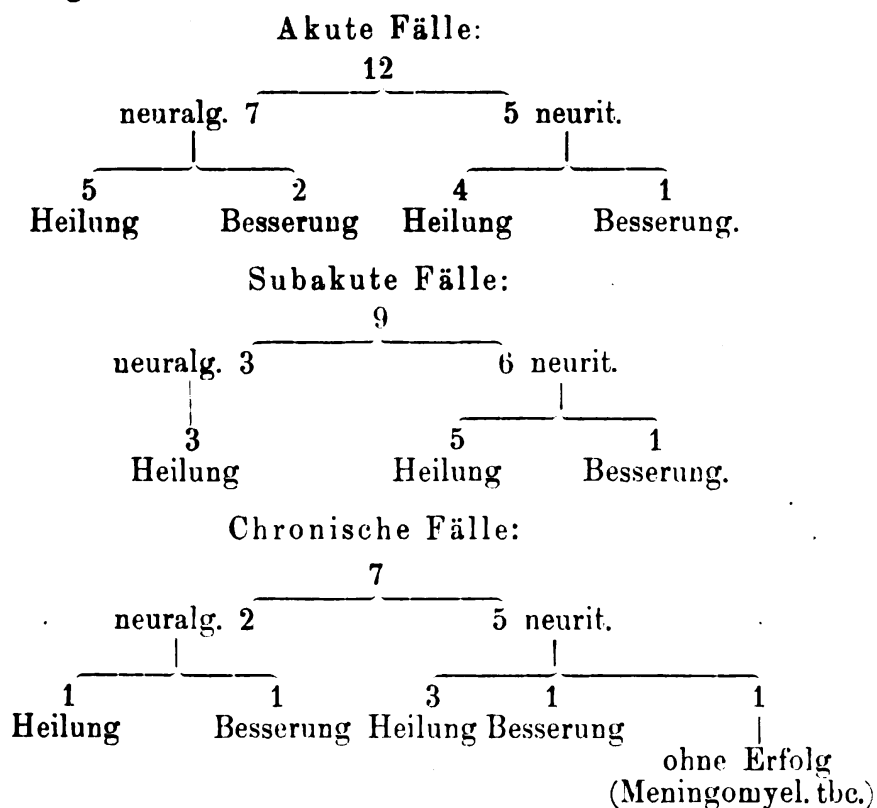 Akute Fälle:
12
neuralg. 7 5 neurit.
5 2 4 1
Heilung Besserung Heilung Besserung.
Subakute Fälle:
9
neuralg. 3 6 neurit.
3 5 1
Heilung Heilung Besserung.
Chronische Fälle:
7
neuralg. 2 5 neurit.
1 1 3 1 1
Heilung Besserung Heilung Besserung
ohne Erfolg
(Meningomyel. tbc.)